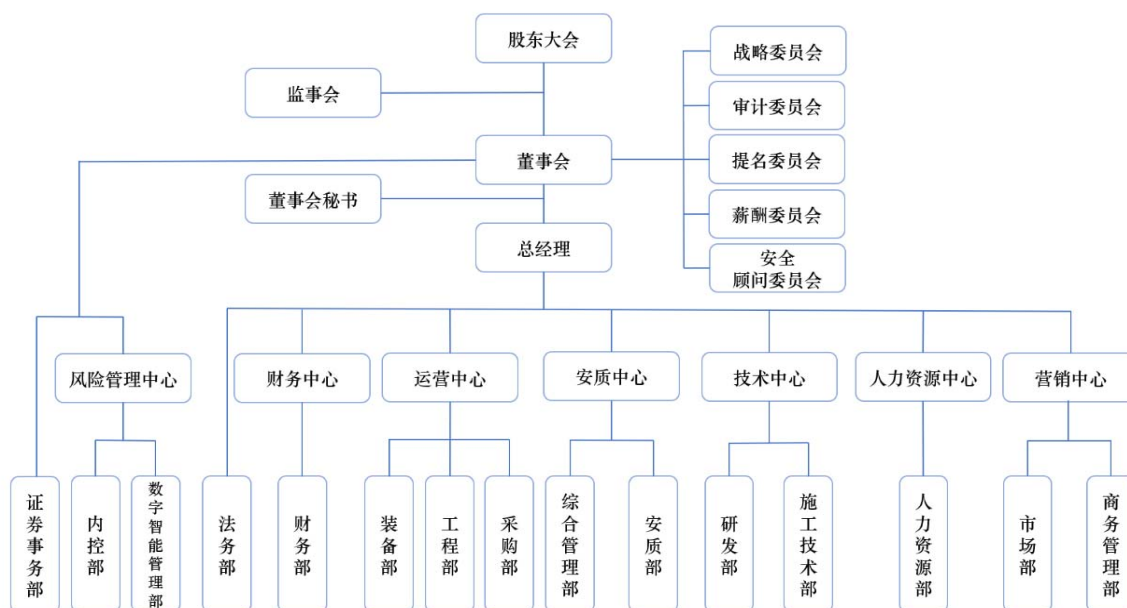 股东大会
战略委员会
监事会
审计委员会
董事会
提名委员会
董事会秘书
薪酬委员会
总经理
安全
顾问委员会
风险管理中心
财务中心
运营中心
安质中心
技术中心
人力资源中心
营销中心
证券事务部
内控部
数字智能管理部
法务部
财务部
装备部
工程部
采购部
综合管理部
安质部
研发部
施工技术部
人力资源部
市场部
商务管理部